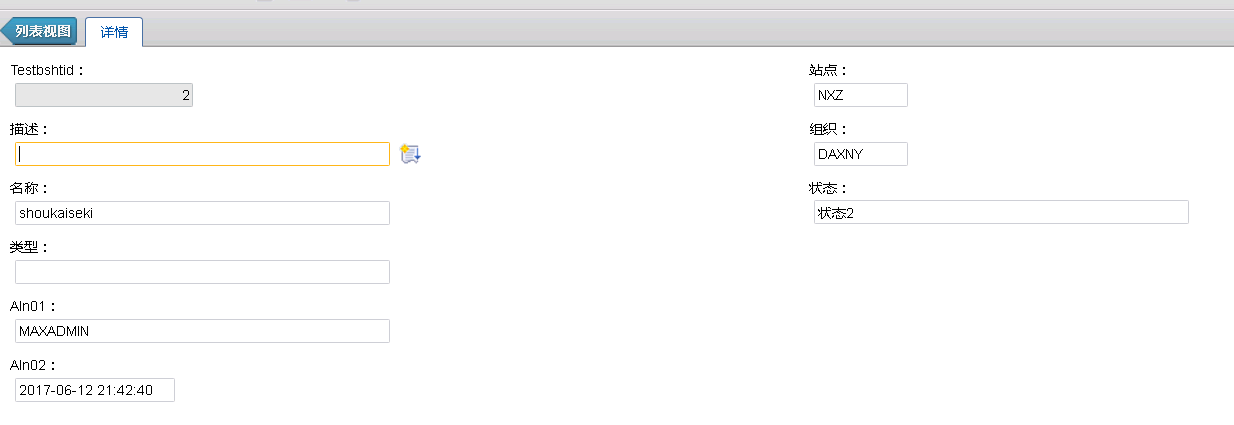 列表视图
详情
Testbshtid：
2
描述：
名称：
shoukaiseki
类型：
Aln01：
MAXADMIN
Aln02：
2017-06-12 21:42:40
站点：
NXZ
组织：
DAXNY
状态：
状态2